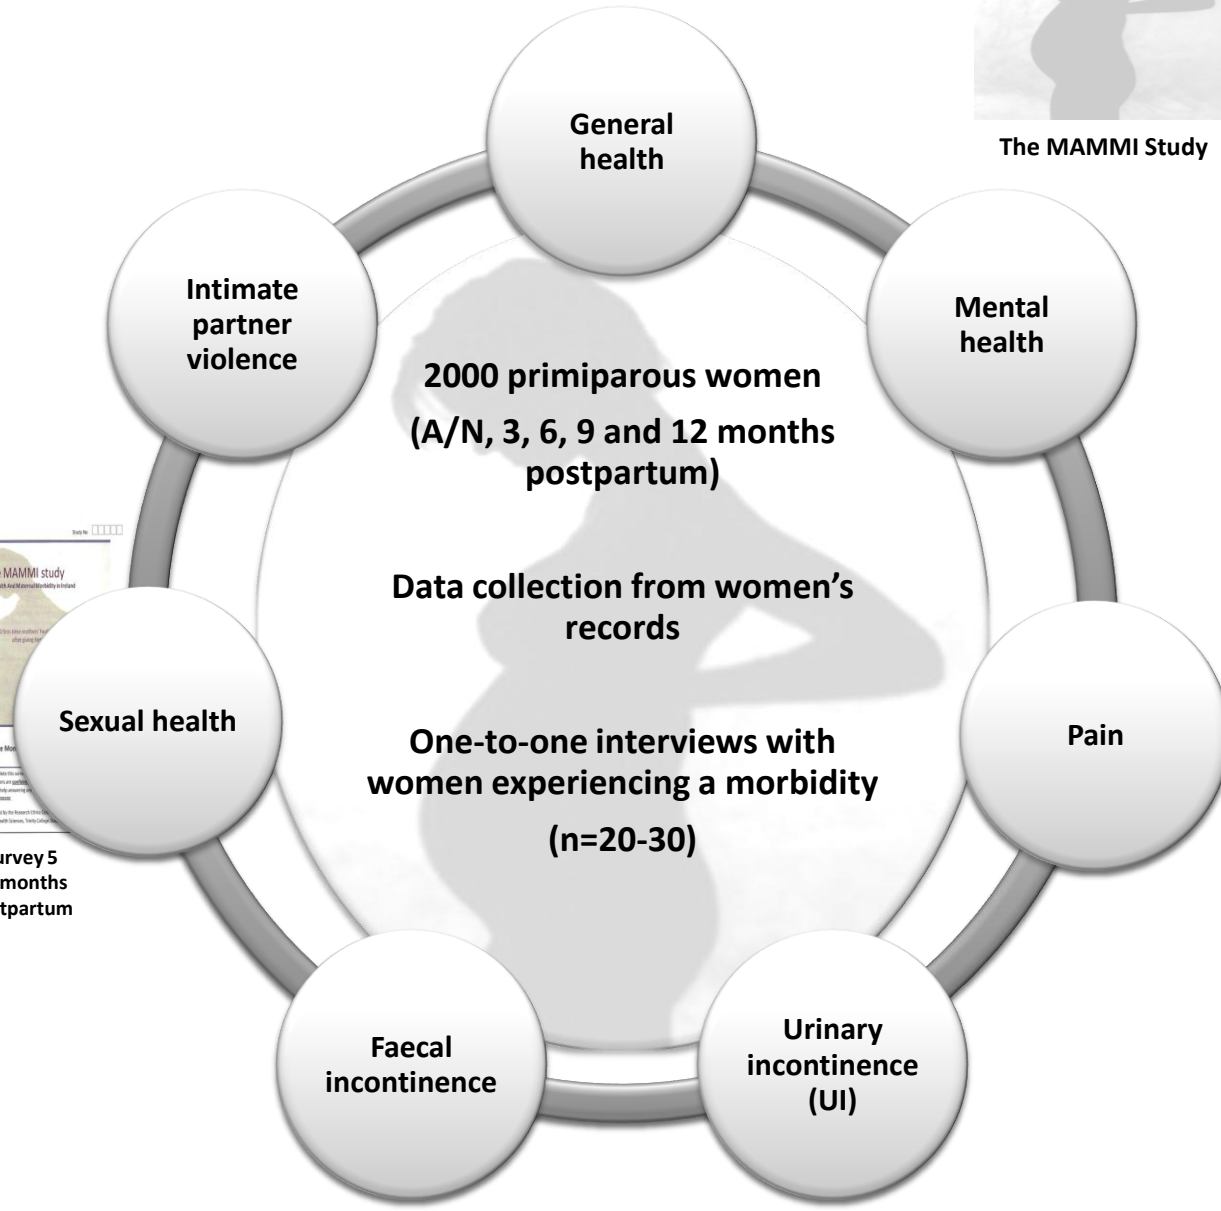 General
health
The MAMMI Study
Intimate
partner
violence
Mental
health
2000 primiparous women
(A/N, 3, 6, 9 and 12 months
postpartum)
Data collection from women's
records
One-to-one interviews with
women experiencing a morbidity
(n=20-30)
Study No
MAMMI study
Sexual health
Pain
urvey 5
months
tpartum
Faecal
incontinence
Urinary
incontinence
(UI)